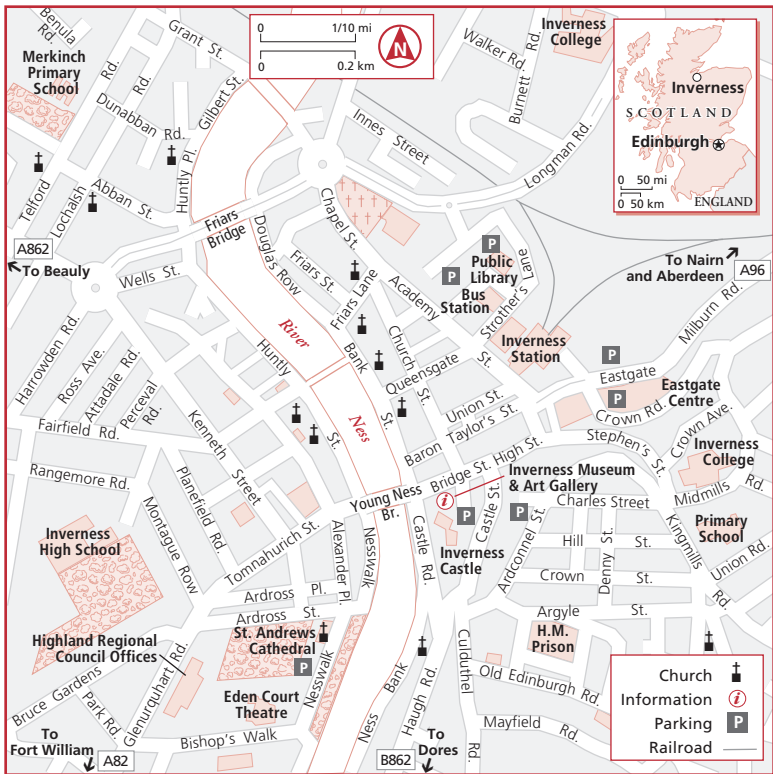 Benula
Rd.
Grant St.
0 1/10 mi
0 0.2 km
N
Inverness
College
Walker Rd.
Burnett Rd.
Inverness
SCOTLAND
Edinburgh
0 50 mi
0 50 km
ENGLAND
Merkinch
Primary
School
Rd.
Rd.
Dunabban Rd.
Gilbert St.
Huntly Pl.
Innes Street
Longman Rd.
Telford
Lochalsh
Abban St.
Friars
Bridge
Douglas Row
Chapel St.
A862
To Beauly
Wells St.
Friars St.
Friars Lane
Academy
St.
P
Public
Library
P
Bus
Station
Strother's Lane
To Nairn
and Aberdeen
A96
Milburn Rd.
Harrowden Rd.
Ross Ave.
Attadale Rd.
Perceval
Rd.
River
Ness
Huntly
St.
Bank
St.
Church
St.
Queensgate
Inverness
Station
P
Eastgate
P
Eastgate
Centre
Crown Rd.
Crown Ave.
Fairfield Rd.
Kenneth Street
Union St.
Baron Taylor's St.
Bridge St. High St.
Stephen's St.
Inverness
College
Rangemore Rd.
Planefield Rd.
Montague Row
Young Ness
Br.
i
Inverness Museum
& Art Gallery
Charles Street
Midmills Rd.
Inverness
High School
Tomnahurich St.
Alexander Pl.
Nesswalk
Castle Rd.
P
Castle St.
P
Inverness
Castle
Ardconnel St.
Hill St.
Denny St.
Crown St.
Kingmills
Rd.
Primary
School
Union Rd.
Ardross Pl.
Ardross St.
Argyle St.
Highland Regional
Council Offices
St. Andrews
Cathedral
P
Nesswalk
H.M.
Prison
Culduthel
Rd.
Old Edinburgh Rd.
Bruce Gardens
Park Rd.
Glenurquhart Rd.
Eden Court
Theatre
Ness Bank
Haugh Rd.
Mayfield Rd.
Bishop's Walk
To
Fort William
A82
To
Dores
B862
Church
Information i
Parking P
Railroad